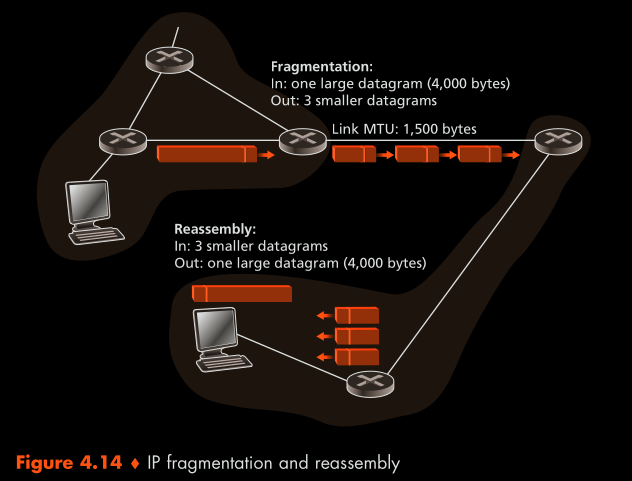 Fragmentation:
In: one large datagram (4,000 bytes)
Out: 3 smaller datagrams
Link MTU: 1,500 bytes
Reassembly:
In: 3 smaller datagrams
Out: one large datagram (4,000 bytes)
Figure 4.14 ♦ IP fragmentation and reassembly